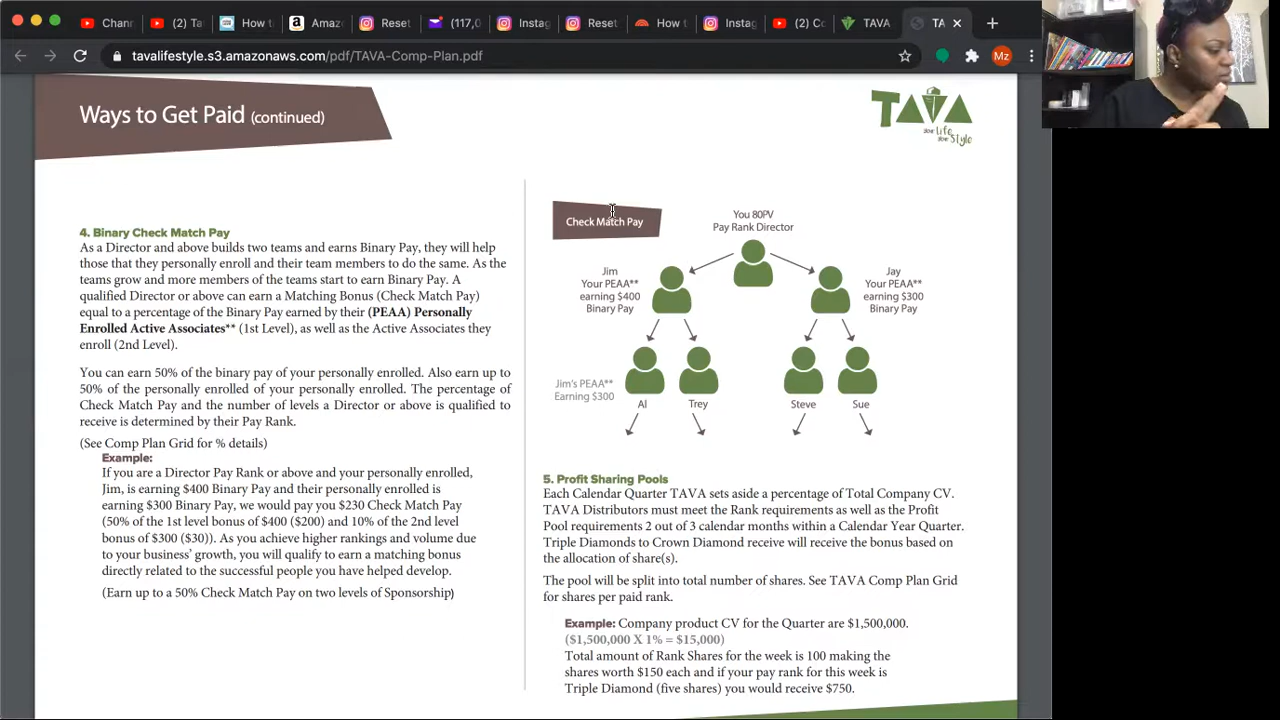 Chann
(2) Ta
How t
Amaz
Reset
(117,0
Instag
Reset
How t
Instag
(2) Co
TAVA
TA
tavalifestyle.s3.amazonaws.com/pdf/TAVA-Comp-Plan.pdf
Mz
Ways to Get Paid (continued)
TAVA
your Life
your Style
4. Binary Check Match Pay
As a Director and above builds two teams and earns Binary Pay, they will help
those that they personally enroll and their team members to do the same. As the
teams grow and more members of the teams start to earn Binary Pay. A
qualified Director or above can earn a Matching Bonus (Check Match Pay)
equal to a percentage of the Binary Pay earned by their (PEAA) Personally
Enrolled Active Associates** (1st Level), as well as the Active Associates they
enroll (2nd Level).
You can earn 50% of the binary pay of your personally enrolled. Also earn up to
50% of the personally enrolled of your personally enrolled. The percentage of
Check Match Pay and the number of levels a Director or above is qualified to
receive is determined by their Pay Rank.
(See Comp Plan Grid for % details)
Example:
If you are a Director Pay Rank or above and your personally enrolled,
Jim, is earning $400 Binary Pay and their personally enrolled is
earning $300 Binary Pay, we would pay you $230 Check Match Pay
(50% of the 1st level bonus of $400 ($200) and 10% of the 2nd level
bonus of $300 ($30)). As you achieve higher rankings and volume due
to your business' growth, you will qualify to earn a matching bonus
directly related to the successful people you have helped develop.
(Earn up to a 50% Check Match Pay on two levels of Sponsorship)
Check Match Pay
You 80PV
Pay Rank Director
Jim
Your PEAA**
earning $400
Binary Pay
Jay
Your PEAA**
earning $300
Binary Pay
Jim's PEAA**
Earning $300
Al
Trey
Steve
Sue
5. Profit Sharing Pools
Each Calendar Quarter TAVA sets aside a percentage of Total Company CV.
TAVA Distributors must meet the Rank requirements as well as the Profit
Pool requirements 2 out of 3 calendar months within a Calendar Year Quarter.
Triple Diamonds to Crown Diamond receive will receive the bonus based on
the allocation of share(s).
The pool will be split into total number of shares. See TAVA Comp Plan Grid
for shares per paid rank.
Example: Company product CV for the Quarter are $1,500,000.
($1,500,000 X 1% = $15,000)
Total amount of Rank Shares for the week is 100 making the
shares worth $150 each and if your pay rank for this week is
Triple Diamond (five shares) you would receive $750.